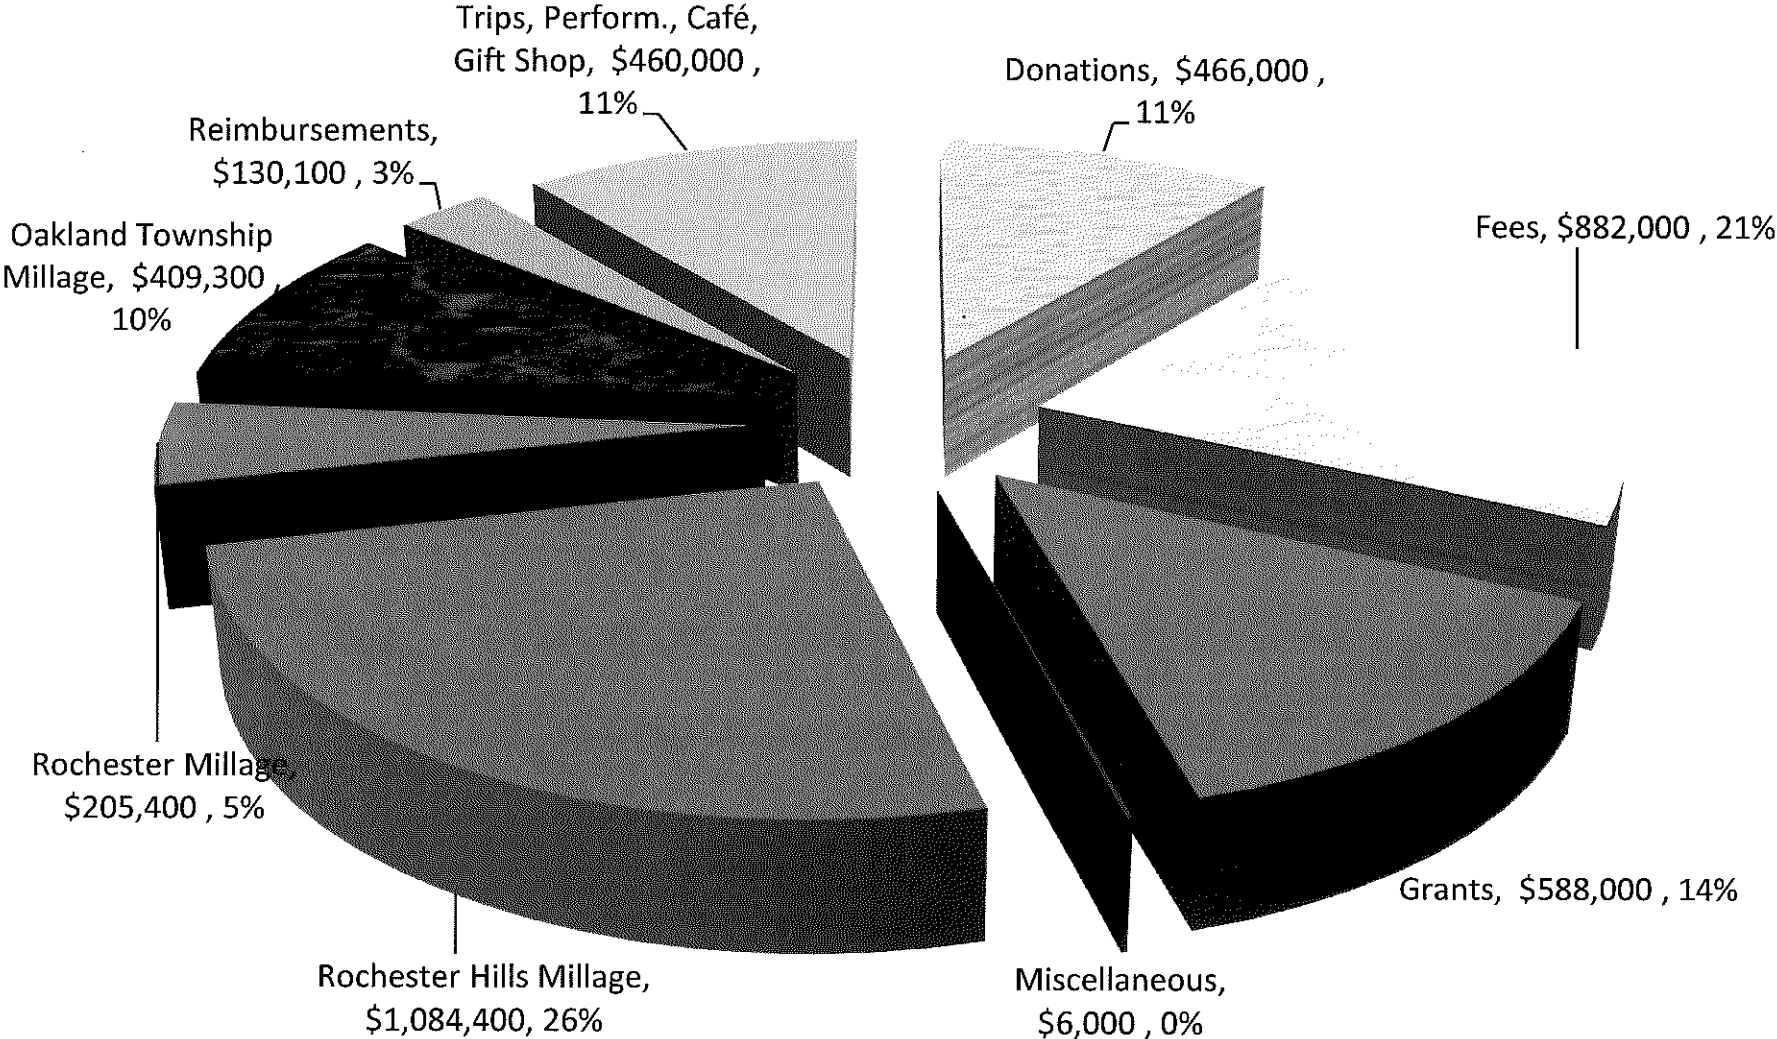 Trips, Perform., Café,
Gift Shop, $460,000 ,
11%
Donations, $466,000 ,
11%
Reimbursements,
$130,100 , 3%
Fees, $882,000 , 21%
Oakland Township
Millage, $409,300 ,
10%
Rochester Millage,
$205,400 , 5%
Grants, $588,000 , 14%
Rochester Hills Millage,
$1,084,400, 26%
Miscellaneous,
$6,000 , 0%